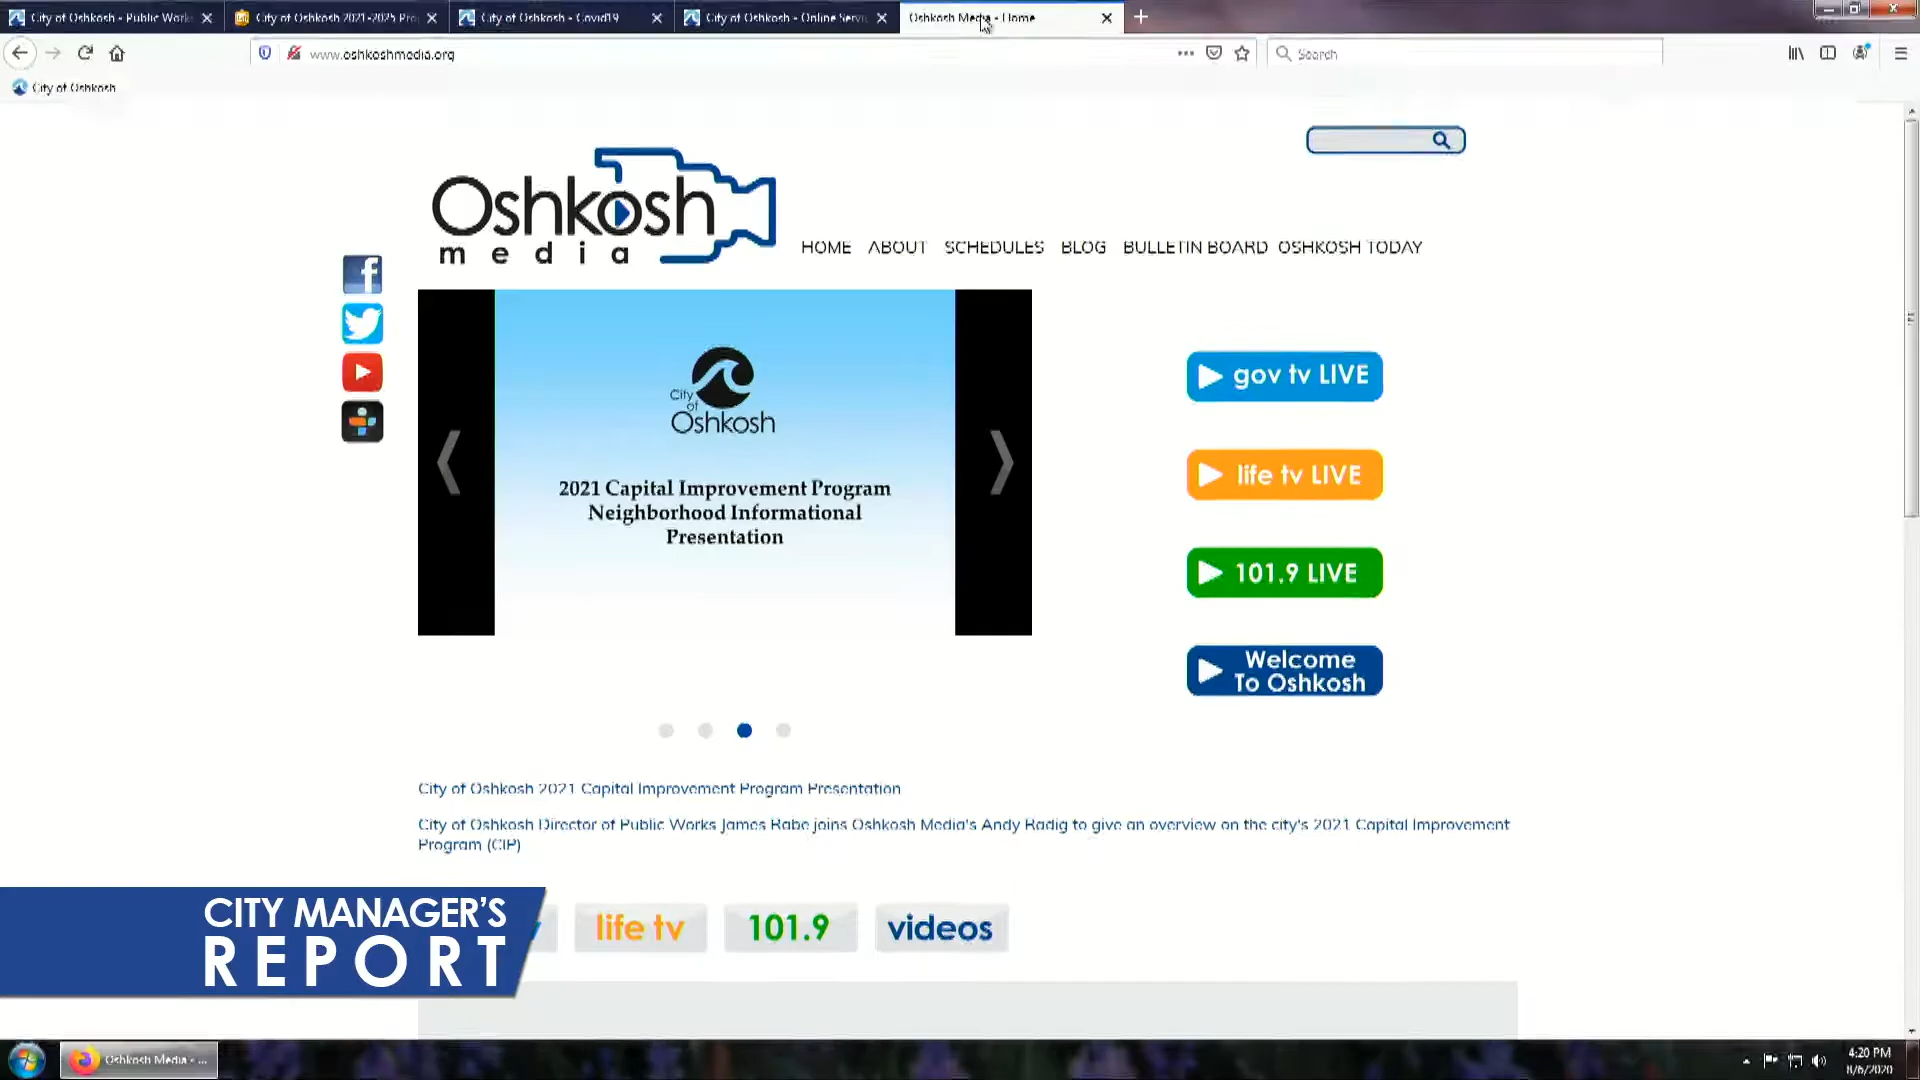 City of Oshkosh - Public Work
City of Oshkosh 2021-2025 Pro
City of Oshkosh - Covid19
City of Oshkosh - Online Servi
Oshkosh Media - Home
www.oshkoshmedia.org
Search
City of Oshkosh
Oshkosh
media
HOME ABOUT SCHEDULES BLOG BULLETIN BOARD OSHKOSH TODAY
City
of
Oshkosh
2021 Capital Improvement Program
Neighborhood Informational
Presentation
gov tv LIVE
life tv LIVE
101.9 LIVE
Welcome
To Oshkosh
City of Oshkosh 2021 Capital Improvement Program Presentation
City of Oshkosh Director of Public Works James Rabe joins Oshkosh Media's Andy Radig to give an overview on the city's 2021 Capital Improvement
Program (CIP)
life tv
101.9
videos
CITY MANAGER'S
REPORT
Oshkosh Media - ...
4:20 PM
8/6/2020